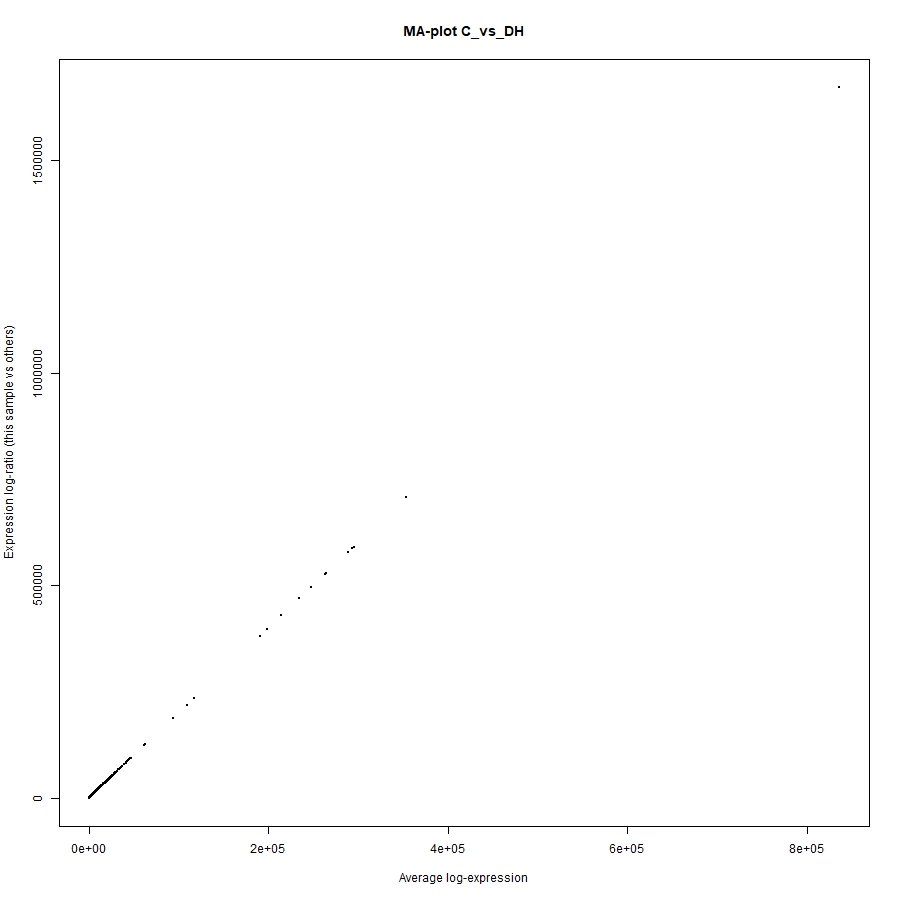 MA-plot C_vs_DH
Expression log-ratio (this sample vs others)
1500000
1000000
500000
0
0e+00 2e+05 4e+05 6e+05 8e+05
Average log-expression